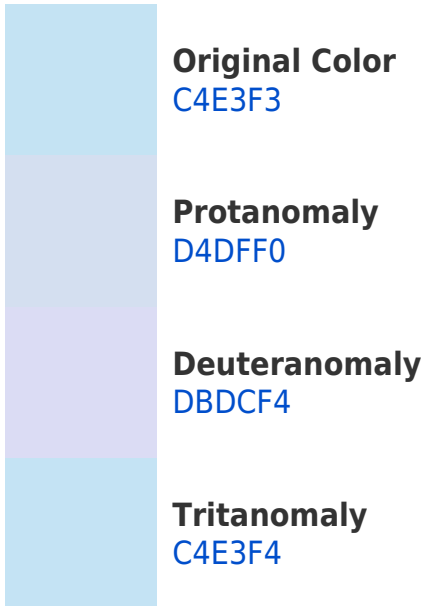 Original Color
C4E3F3
Protanomaly
D4DFF0
Deuteranomaly
DBDCF4
Tritanomaly
C4E3F4